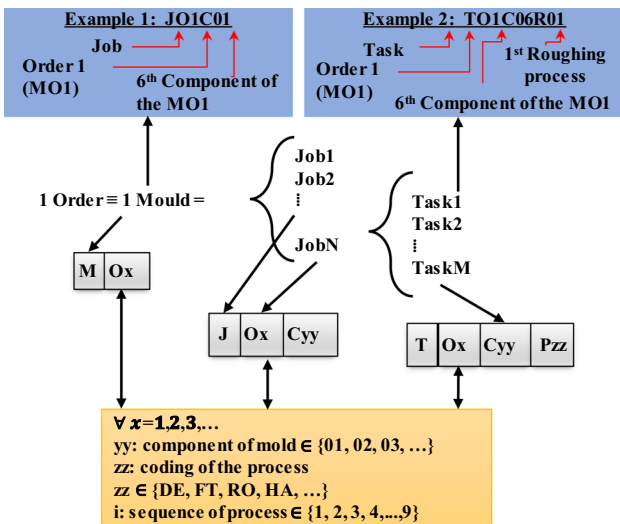 Example 1: JO1C01
Job
Order 1
(MO1)
6th Component of
the MO1
Example 2: TO1C06R01
Task
Order 1
(MO1)
1st Roughing
process
6th Component of the MO1
1 Order ≡ 1 Mould =
Job1
Job2
⋮
JobN
Task1
Task2
⋮
TaskM
M Ox
J Ox Cyy
T Ox Cyy Pzz
∀ x=1,2,3,…
yy: component of mold ∈ {01, 02, 03, …}
zz: coding of the process
zz ∈ {DE, FT, RO, HA, …}
i: sequence of process ∈ {1, 2, 3, 4,...,9}